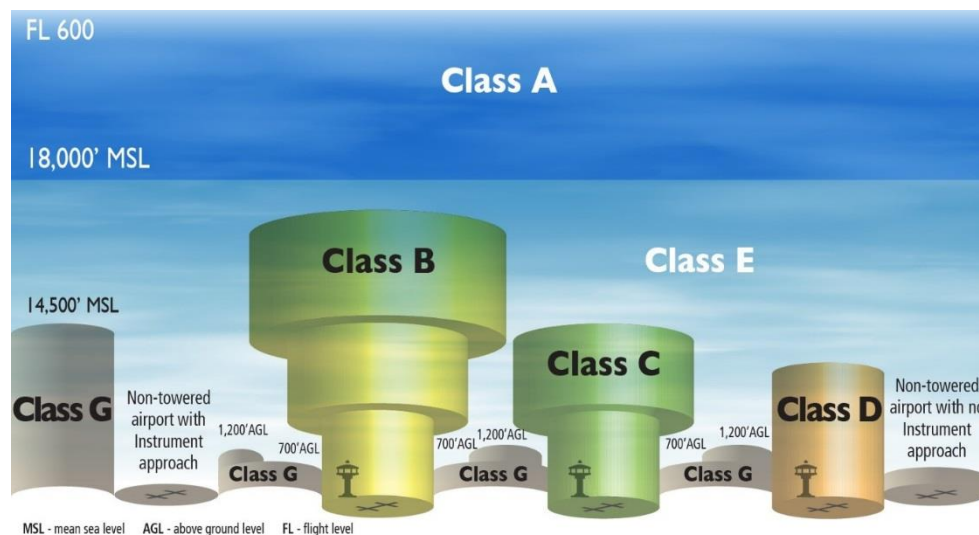 FL 600
Class A
18,000’ MSL
Class B
Class E
14,500’ MSL
Class C
Class G
Non-towered
airport with
Instrument
approach
1,200’AGL
700’AGL
Class G
700’AGL
1,200’AGL
Class G
700’AGL
1,200’AGL
Class G
Class D
Non-towered
airport with no
Instrument
approach
MSL - mean sea level AGL - above ground level FL - flight level